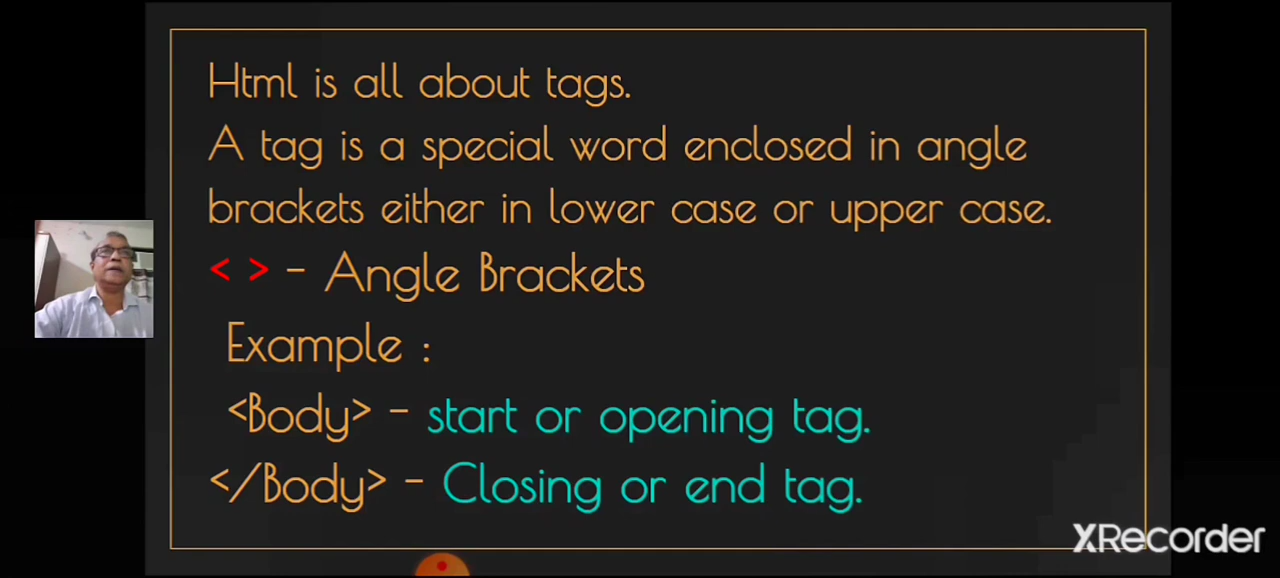 Html is all about tags.
A tag is a special word enclosed in angle
brackets either in lower case or upper case.
< > - Angle Brackets
Example :
<Body> - start or opening tag.
</Body> - Closing or end tag.
XRecorder